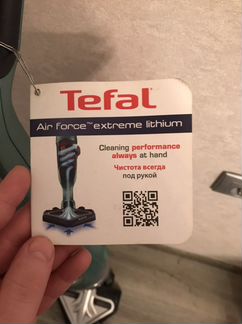 Tefal
Air Force™ extreme lithium
Cleaning performance
always at hand
Чистота всегда
под рукой